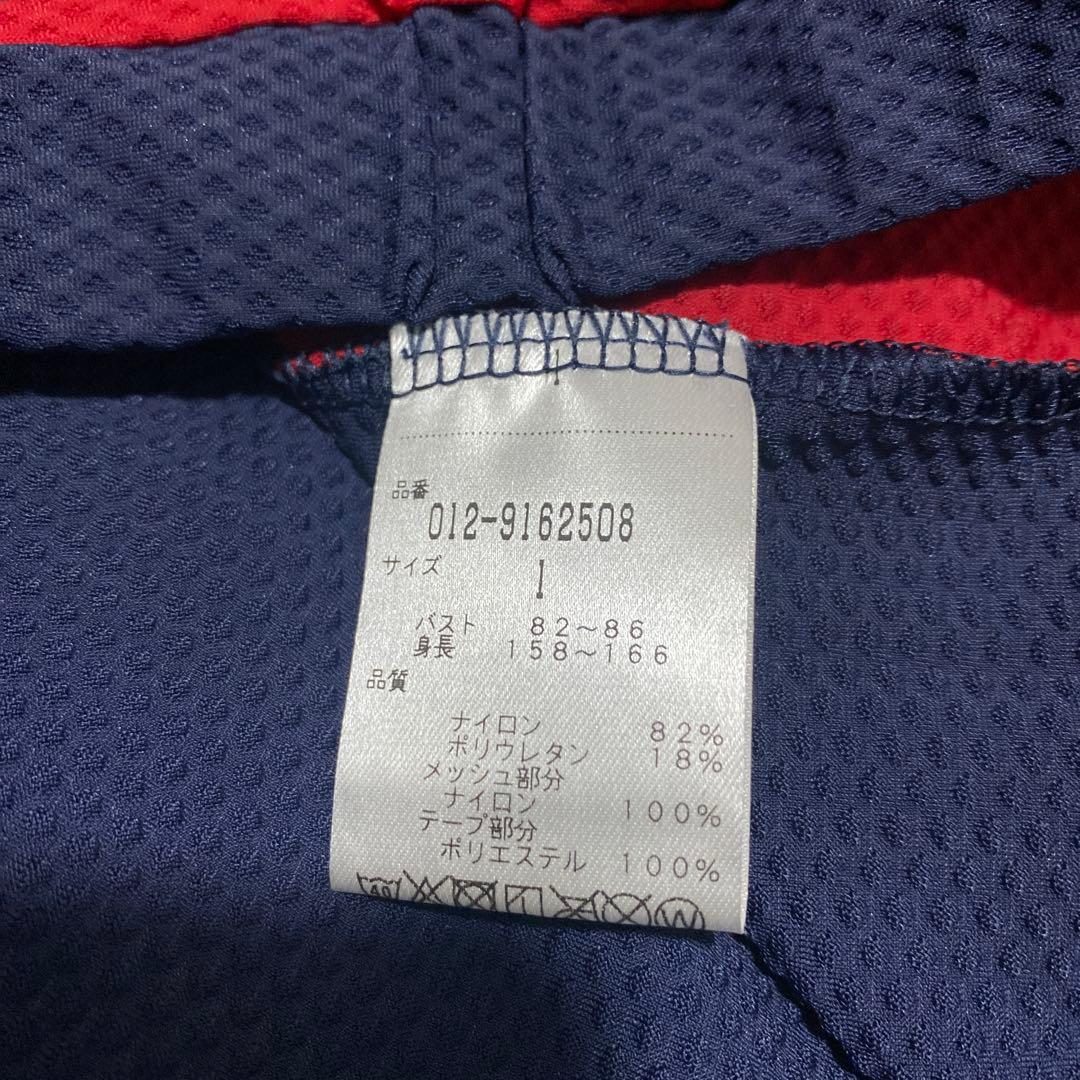 品番
012-9162508
サイズ 1
バスト 82～86
身長 158～166
品質
ナイロン 82%
ポリウレタン 18%
メッシュ部分
ナイロン 100%
テープ部分
ポリエステル 100%
40 W